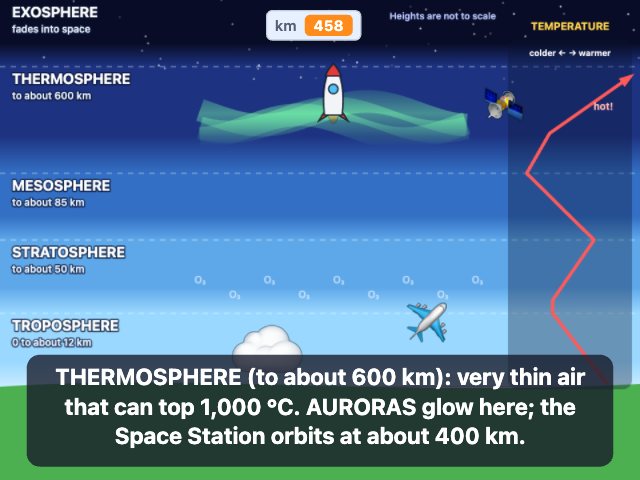 EXOSPHERE
fades into space
km 458
Heights are not to scale
TEMPERATURE
colder ← → warmer
THERMOSPHERE
to about 600 km
hot!
MESOSPHERE
to about 85 km
STRATOSPHERE
to about 50 km
O₃ O₃ O₃ O₃ O₃
O₃ O₃ O₃ O₃
TROPOSPHERE
0 to about 12 km
THERMOSPHERE (to about 600 km): very thin air
that can top 1,000 °C. AURORAS glow here; the
Space Station orbits at about 400 km.